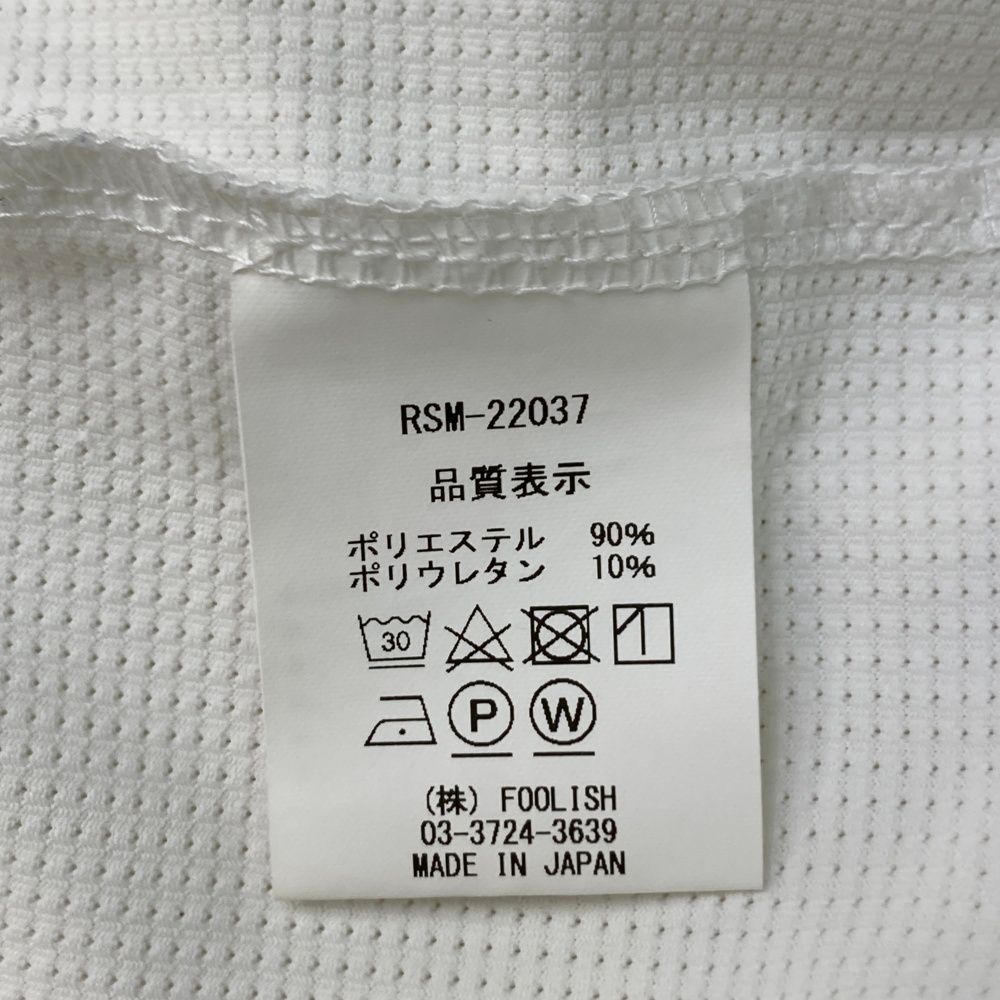 RSM-22037
品質表示
ポリエステル 90%
ポリウレタン 10%
30
P W
(株) FOOLISH
03-3724-3639
MADE IN JAPAN